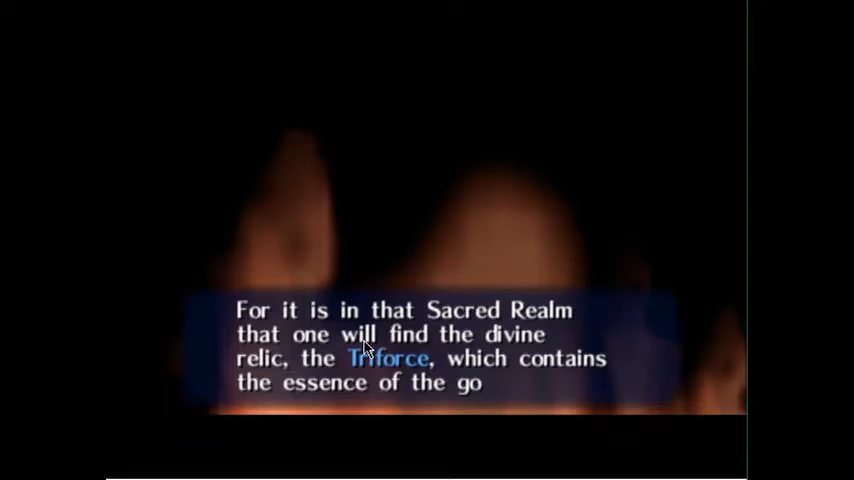 For it is in that Sacred Realm
that one will find the divine
relic, the Triforce, which contains
the essence of the go